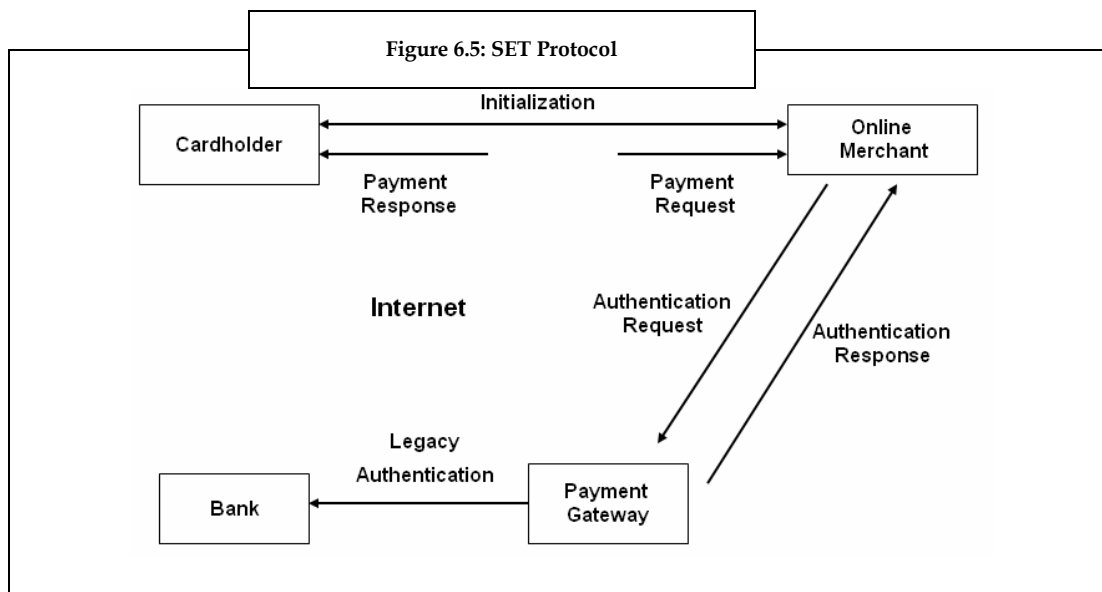 Figure 6.5: SET Protocol
Initialization
Cardholder
Online
Merchant
Payment
Response
Payment
Request
Internet
Authentication
Request
Authentication
Response
Legacy
Authentication
Bank
Payment
Gateway